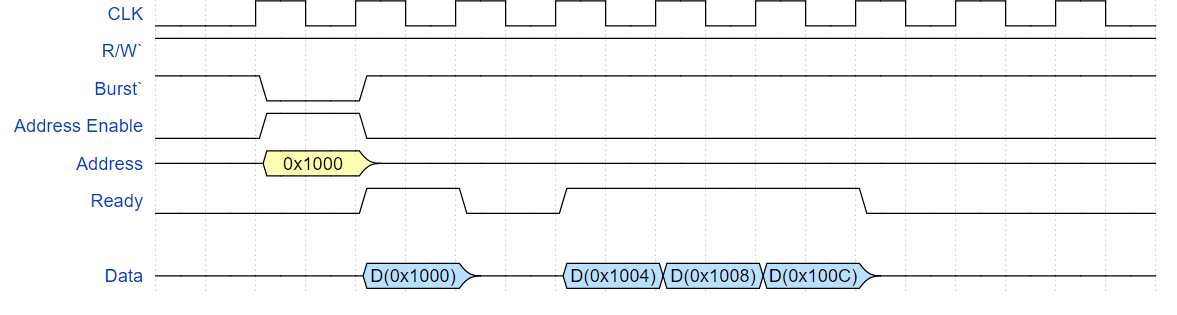 CLK
R/W`
Burst`
Address Enable
Address 0x1000
Ready
Data D(0x1000) D(0x1004) D(0x1008) D(0x100C)